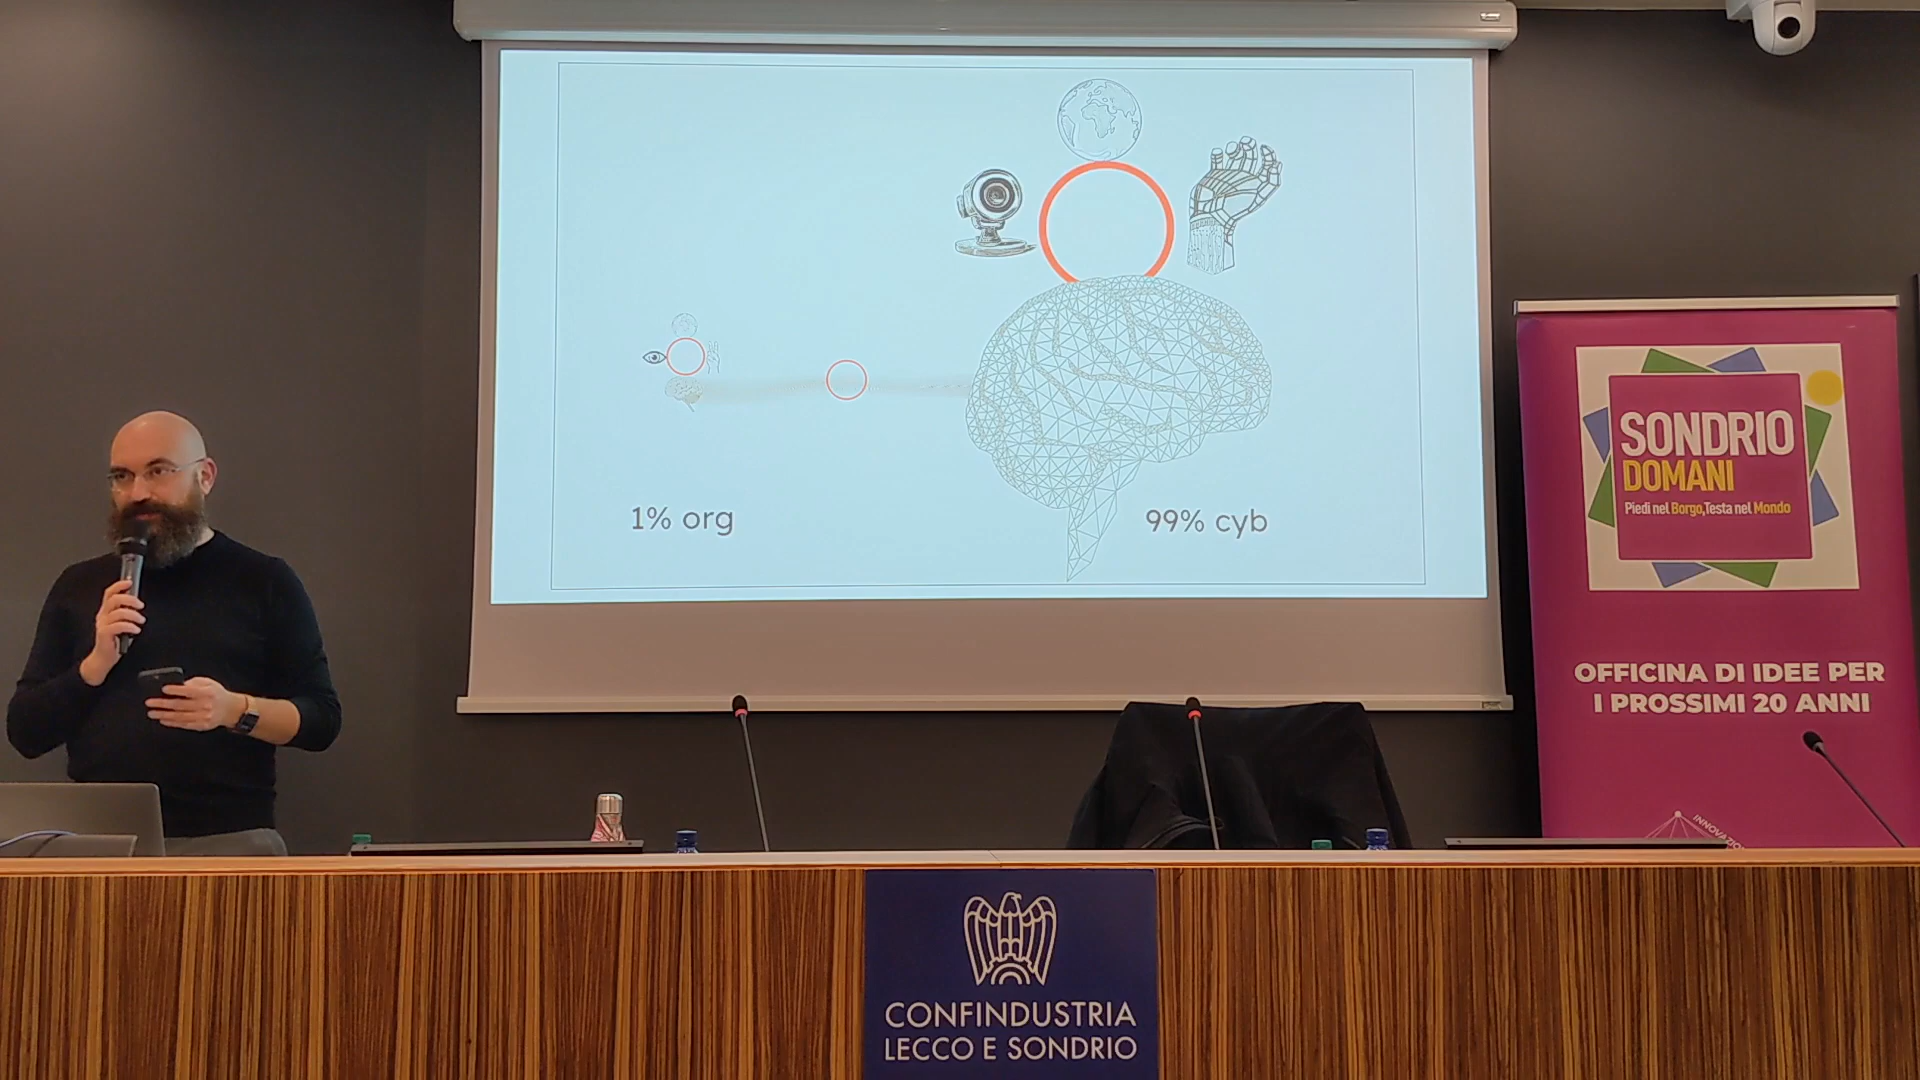 1% org
99% cyb
SONDRIO
DOMANI
Piedi nel Borgo, Testa nel Mondo
OFFICINA DI IDEE PER
I PROSSIMI 20 ANNI
CONFINDUSTRIA
LECCO E SONDRIO